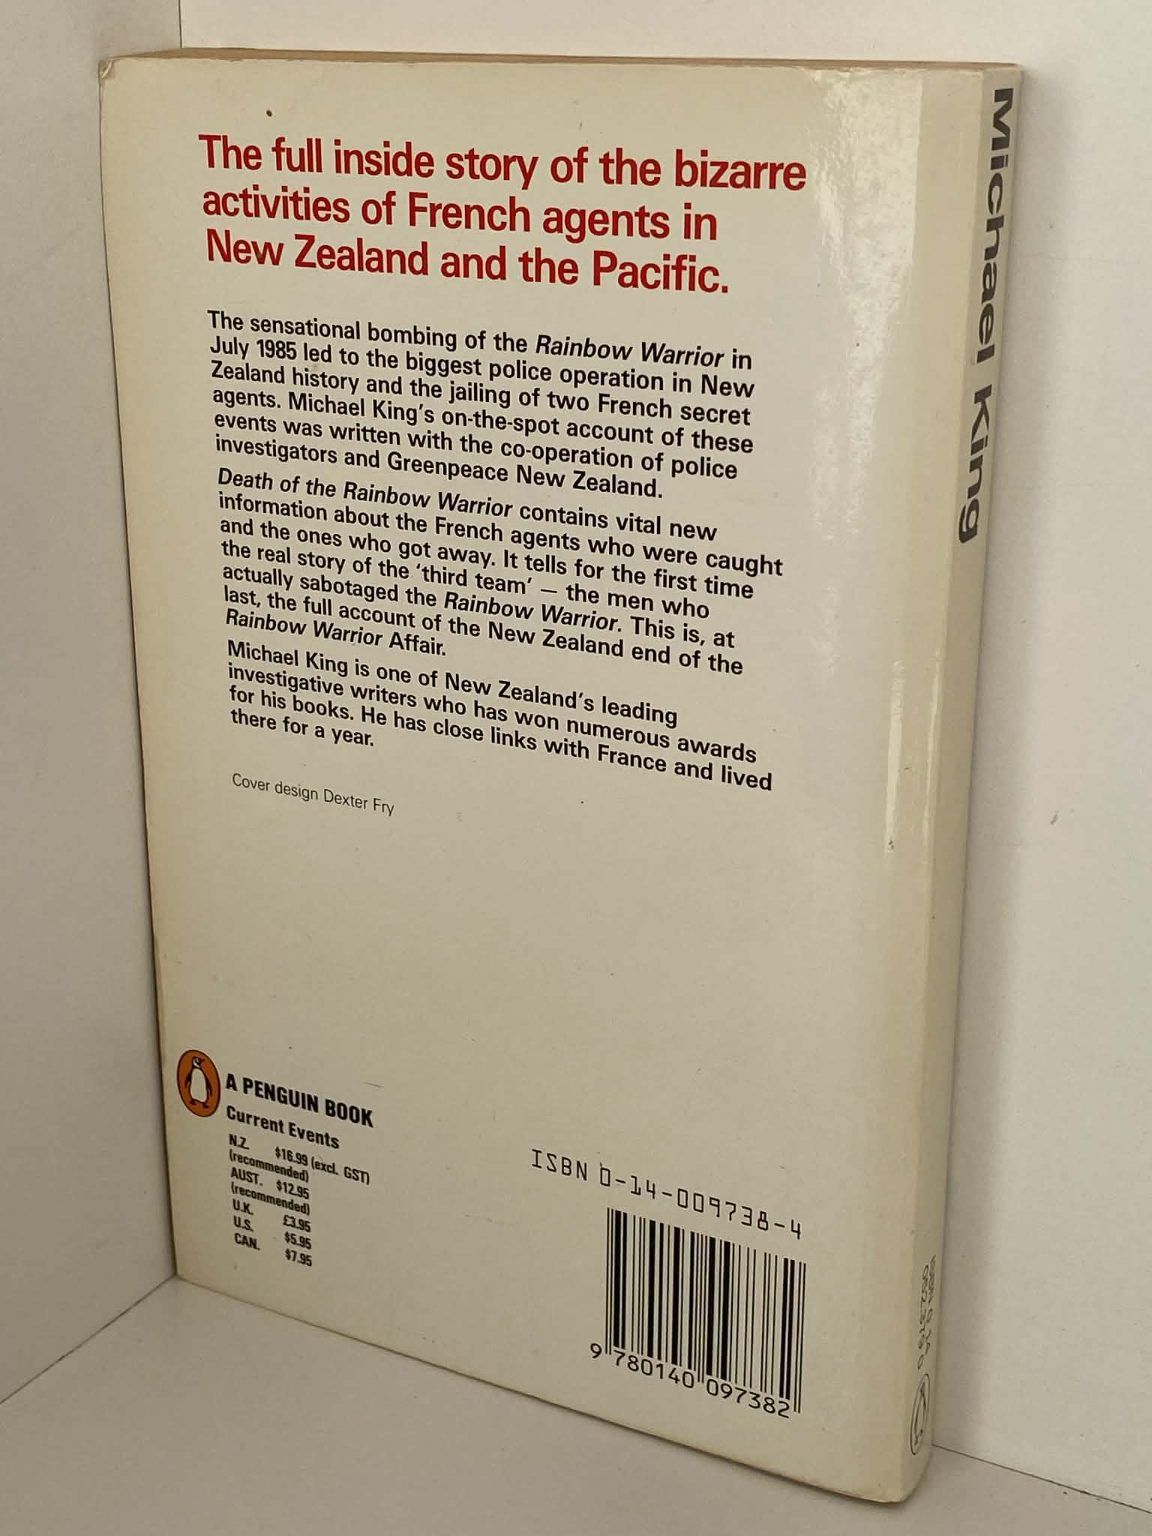 The full inside story of the bizarre
activities of French agents in
New Zealand and the Pacific.
The sensational bombing of the Rainbow Warrior in
July 1985 led to the biggest police operation in New
Zealand history and the jailing of two French secret
agents. Michael King's on-the-spot account of these
events was written with the co-operation of police
investigators and Greenpeace New Zealand.
Death of the Rainbow Warrior contains vital new
information about the French agents who were caught
and the ones who got away. It tells for the first time
the real story of the 'third team' — the men who
actually sabotaged the Rainbow Warrior. This is, at
last, the full account of the New Zealand end of the
Rainbow Warrior Affair.
Michael King is one of New Zealand's leading
investigative writers who has won numerous awards
for his books. He has close links with France and lived
there for a year.
Cover design Dexter Fry
A PENGUIN BOOK
Current Events
N.Z. $16.99 (excl. GST)
(recommended)
AUST. $12.95
(recommended)
U.K. £3.95
U.S. $5.95
CAN. $7.95
ISBN 0-14-009738-4
9 780140 097382
Michael King